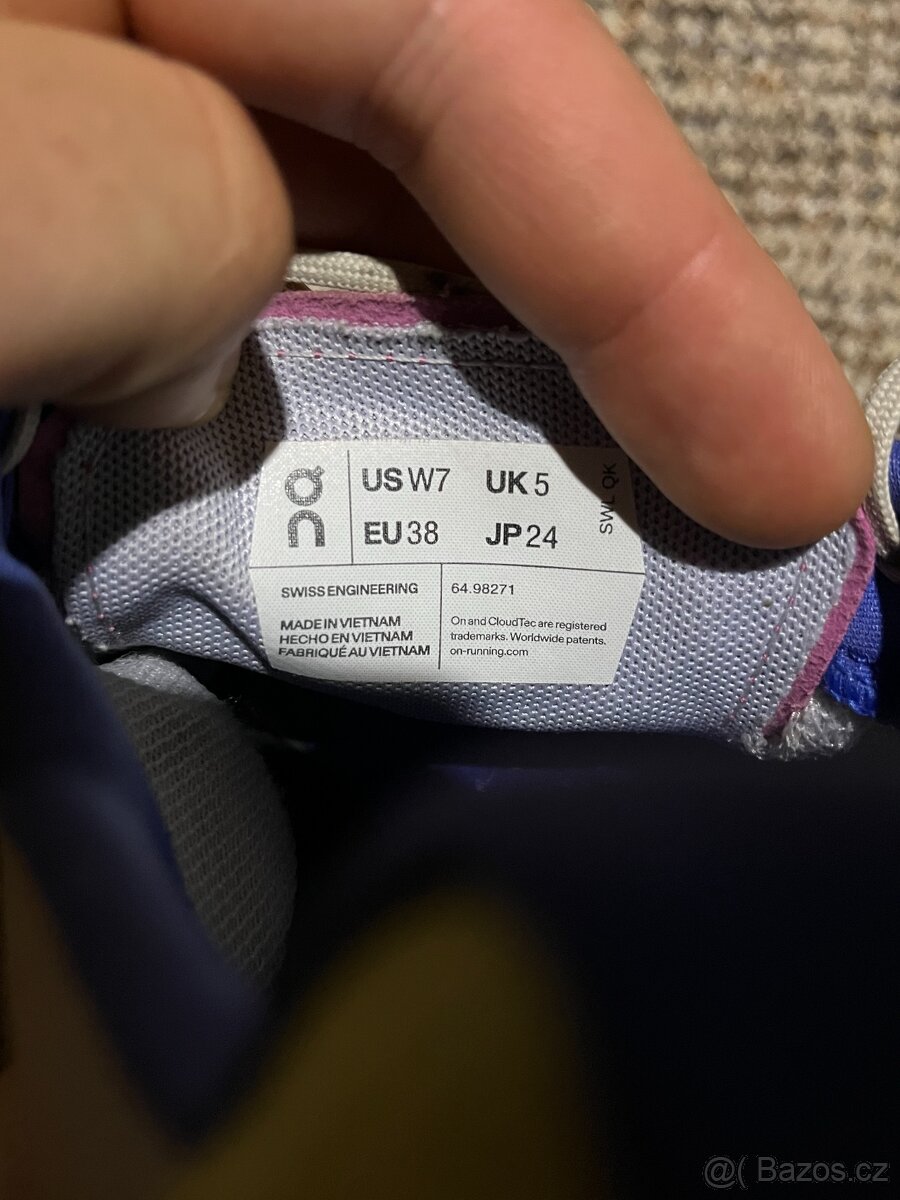 US W7 UK 5
EU 38 JP 24
SWL QK
SWISS ENGINEERING
MADE IN VIETNAM
HECHO EN VIETNAM
FABRIQUÉ AU VIETNAM
64.98271
On and CloudTec are registered
trademarks. Worldwide patents.
on-running.com
@( Bazos.cz